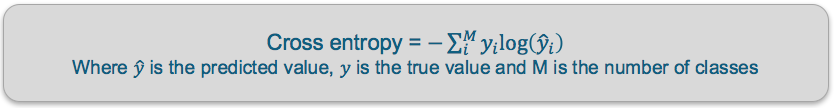 Cross entropy = −∑ᵢᴹ yᵢlog(ŷᵢ)
Where ŷ is the predicted value, y is the true value and M is the number of classes